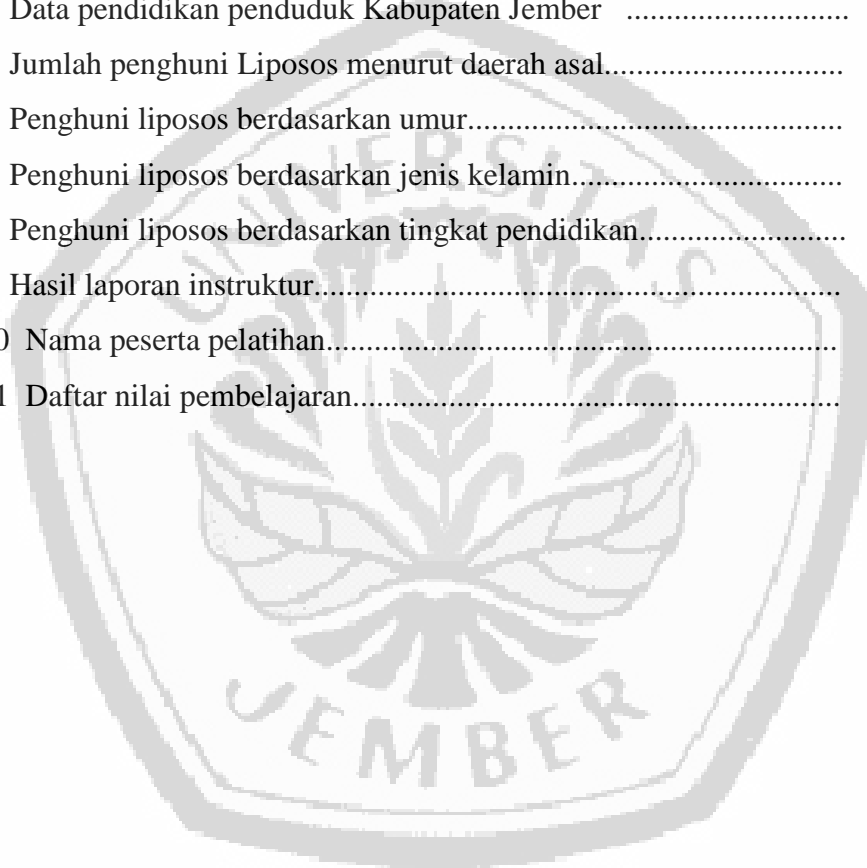 Data pendidikan penduduk Kabupaten Jember ............................
Jumlah penghuni Liposos menurut daerah asal..............................
Penghuni liposos berdasarkan umur...............................................
Penghuni liposos berdasarkan jenis kelamin..................................
Penghuni liposos berdasarkan tingkat pendidikan..........................
Hasil laporan instruktur..................................................................
0 Nama peserta pelatihan................................................................
1 Daftar nilai pembelajaran.............................................................
UNIVERSITAS
JEMBER